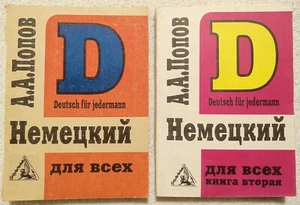 А.А.Попов
D
Deutsch für jedermann
Немецкий
для всех
А.А.Попов
D
Deutsch für jedermann
Немецкий
для всех
книга вторая